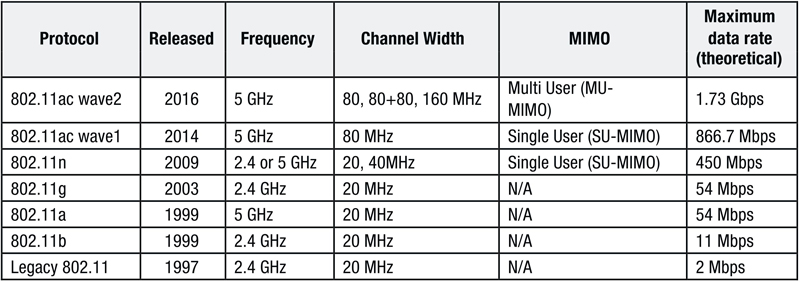 Protocol Released Frequency Channel Width MIMO Maximum
data rate
(theoretical)
802.11ac wave2 2016 5 GHz 80, 80+80, 160 MHz Multi User (MU-
MIMO) 1.73 Gbps
802.11ac wave1 2014 5 GHz 80 MHz Single User (SU-MIMO) 866.7 Mbps
802.11n 2009 2.4 or 5 GHz 20, 40MHz Single User (SU-MIMO) 450 Mbps
802.11g 2003 2.4 GHz 20 MHz N/A 54 Mbps
802.11a 1999 5 GHz 20 MHz N/A 54 Mbps
802.11b 1999 2.4 GHz 20 MHz N/A 11 Mbps
Legacy 802.11 1997 2.4 GHz 20 MHz N/A 2 Mbps